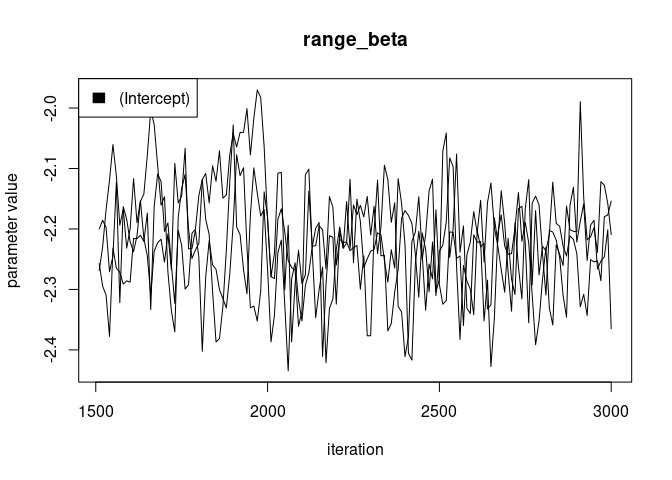 range_beta
(Intercept)
parameter value
-2.0
-2.1
-2.2
-2.3
-2.4
1500
2000
2500
3000
iteration